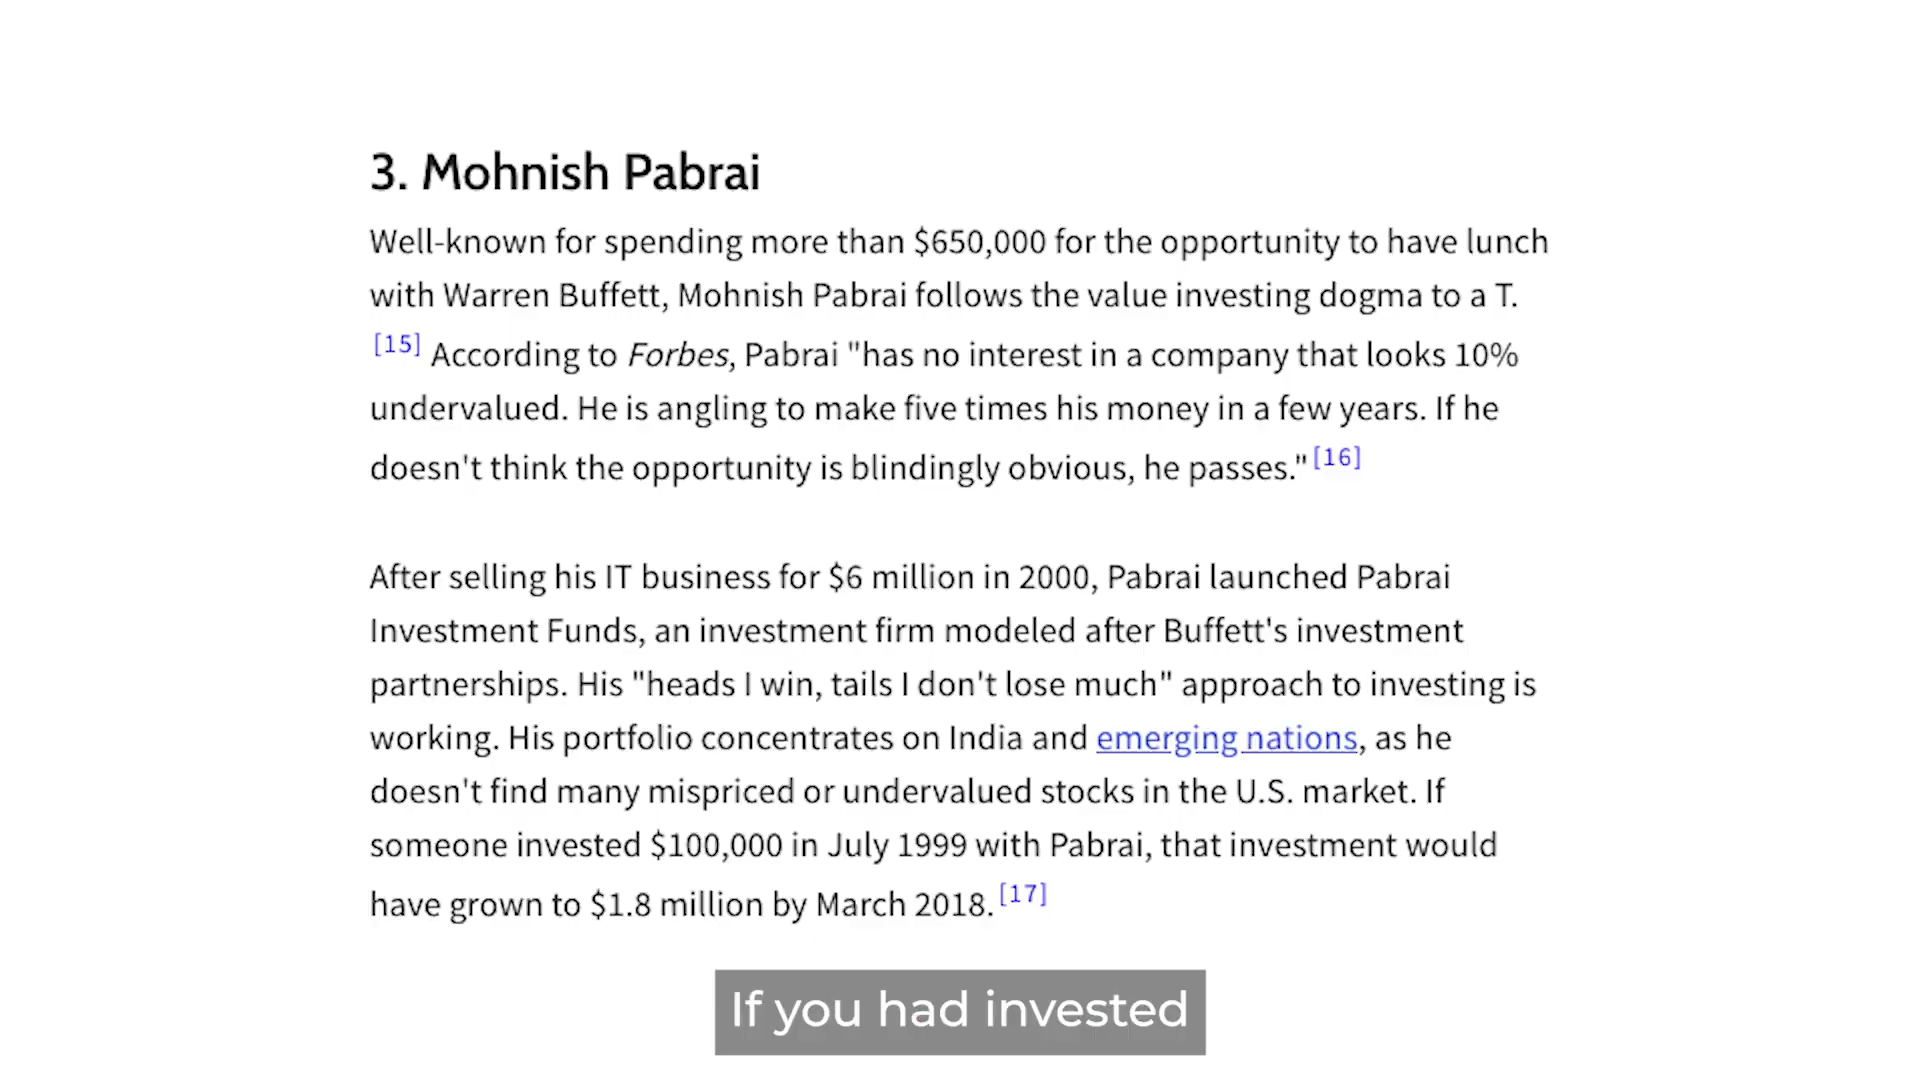 3. Mohnish Pabrai
Well-known for spending more than $650,000 for the opportunity to have lunch
with Warren Buffett, Mohnish Pabrai follows the value investing dogma to a T.
[15] According to Forbes, Pabrai "has no interest in a company that looks 10%
undervalued. He is angling to make five times his money in a few years. If he
doesn't think the opportunity is blindingly obvious, he passes." [16]
After selling his IT business for $6 million in 2000, Pabrai launched Pabrai
Investment Funds, an investment firm modeled after Buffett's investment
partnerships. His "heads I win, tails I don't lose much" approach to investing is
working. His portfolio concentrates on India and emerging nations, as he
doesn't find many mispriced or undervalued stocks in the U.S. market. If
someone invested $100,000 in July 1999 with Pabrai, that investment would
have grown to $1.8 million by March 2018. [17]
If you had invested